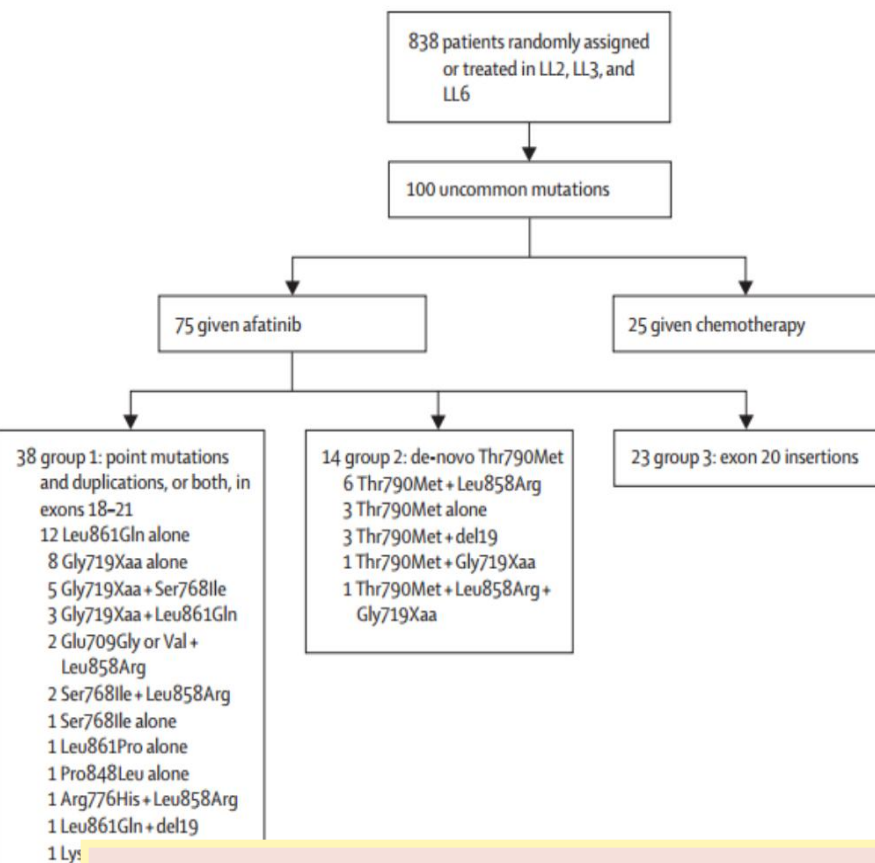 838 patients randomly assigned
or treated in LL2, LL3, and
LL6
100 uncommon mutations
75 given afatinib
25 given chemotherapy
38 group 1: point mutations
and duplications, or both, in
exons 18–21
12 Leu861Gln alone
8 Gly719Xaa alone
5 Gly719Xaa + Ser768Ile
3 Gly719Xaa + Leu861Gln
2 Glu709Gly or Val +
Leu858Arg
2 Ser768Ile + Leu858Arg
1 Ser768Ile alone
1 Leu861Pro alone
1 Pro848Leu alone
1 Arg776His + Leu858Arg
1 Leu861Gln + del19
1 Lys
14 group 2: de-novo Thr790Met
6 Thr790Met + Leu858Arg
3 Thr790Met alone
3 Thr790Met + del19
1 Thr790Met + Gly719Xaa
1 Thr790Met + Leu858Arg +
Gly719Xaa
23 group 3: exon 20 insertions